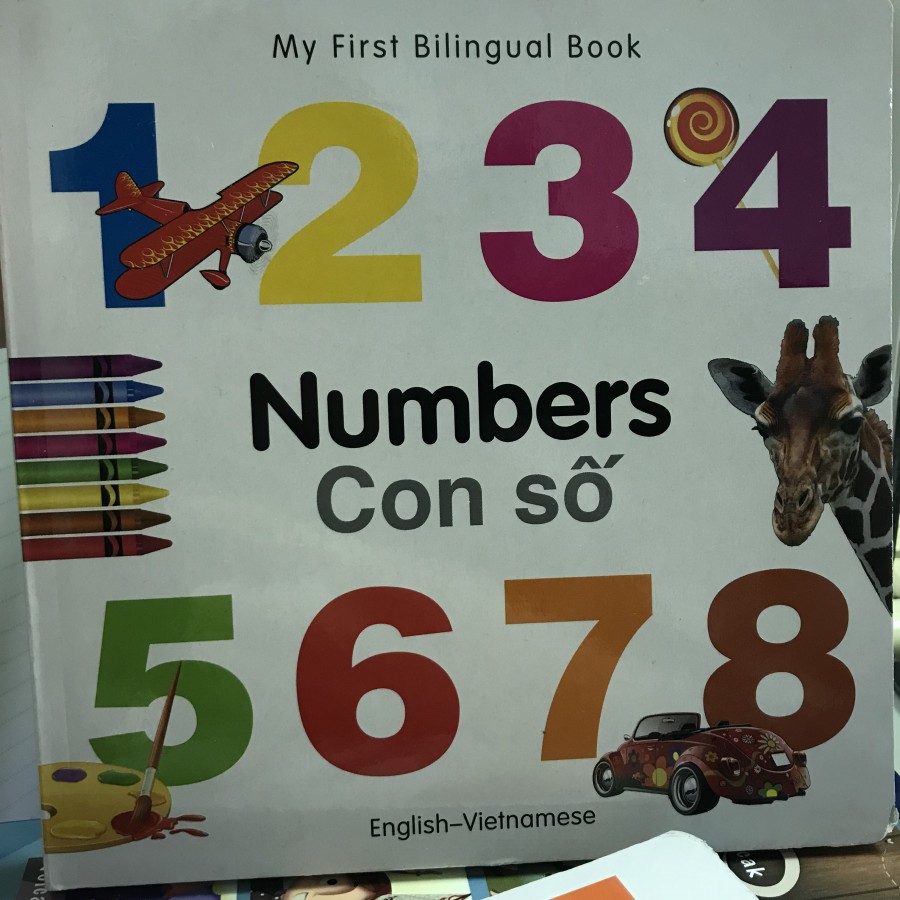 My First Bilingual Book
1 2 3 4
Numbers
Con số
5 6 7 8
English–Vietnamese